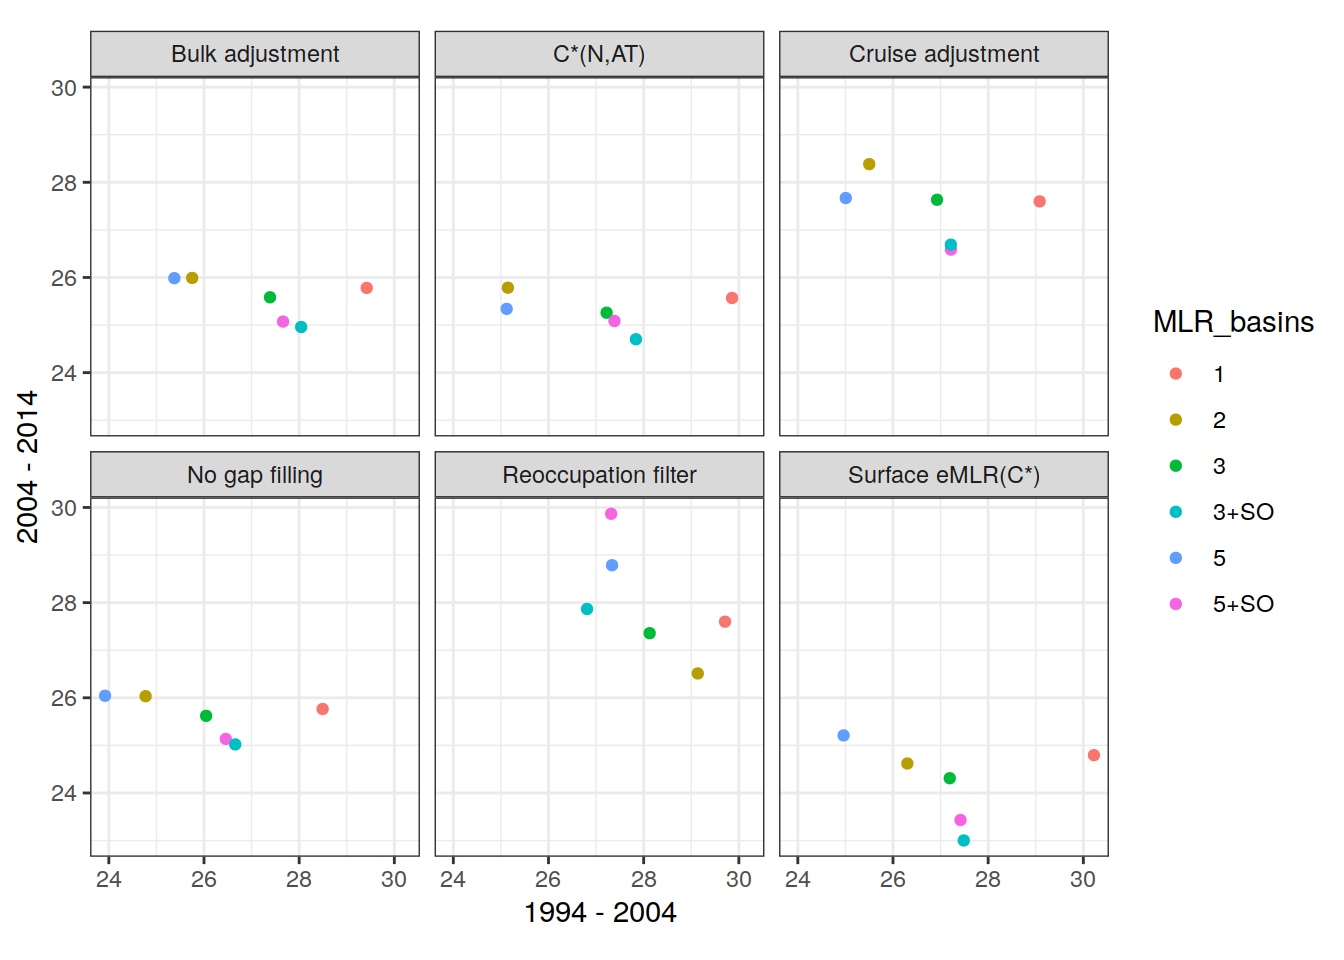 Bulk adjustment
C*(N,AT)
Cruise adjustment
30
28
26
24
No gap filling
Reoccupation filter
Surface eMLR(C*)
30
28
26
24
24 26 28 30
24 26 28 30
24 26 28 30
1994 - 2004
2004 - 2014
MLR_basins
1
2
3
3+SO
5
5+SO